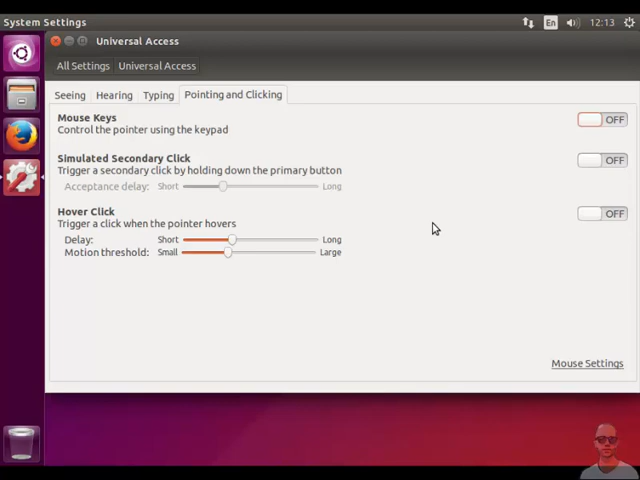 System Settings En 12:13
Universal Access
All Settings Universal Access
Seeing Hearing Typing Pointing and Clicking
Mouse Keys OFF
Control the pointer using the keypad
Simulated Secondary Click OFF
Trigger a secondary click by holding down the primary button
Acceptance delay: Short Long
Hover Click OFF
Trigger a click when the pointer hovers
Delay: Short Long
Motion threshold: Small Large
Mouse Settings